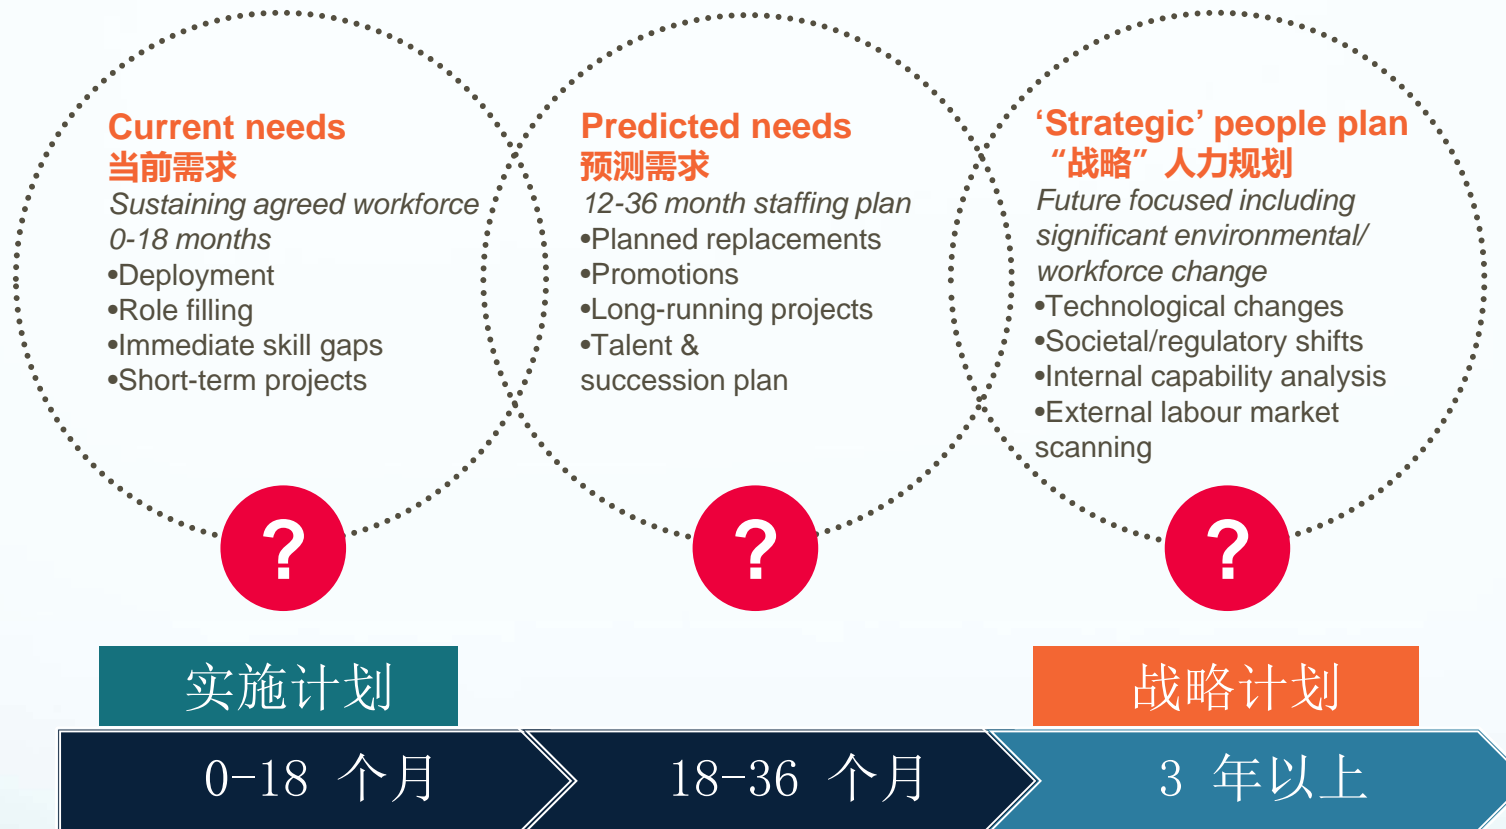 Current needs
当前需求
Sustaining agreed workforce
0-18 months
•Deployment
•Role filling
•Immediate skill gaps
•Short-term projects
Predicted needs
预测需求
12-36 month staffing plan
•Planned replacements
•Promotions
•Long-running projects
•Talent &
succession plan
‘Strategic’ people plan
“战略”人力规划
Future focused including
significant environmental/
workforce change
•Technological changes
•Societal/regulatory shifts
•Internal capability analysis
•External labour market
scanning
?
?
?
实施计划
战略计划
0-18 个月
18-36 个月
3 年以上